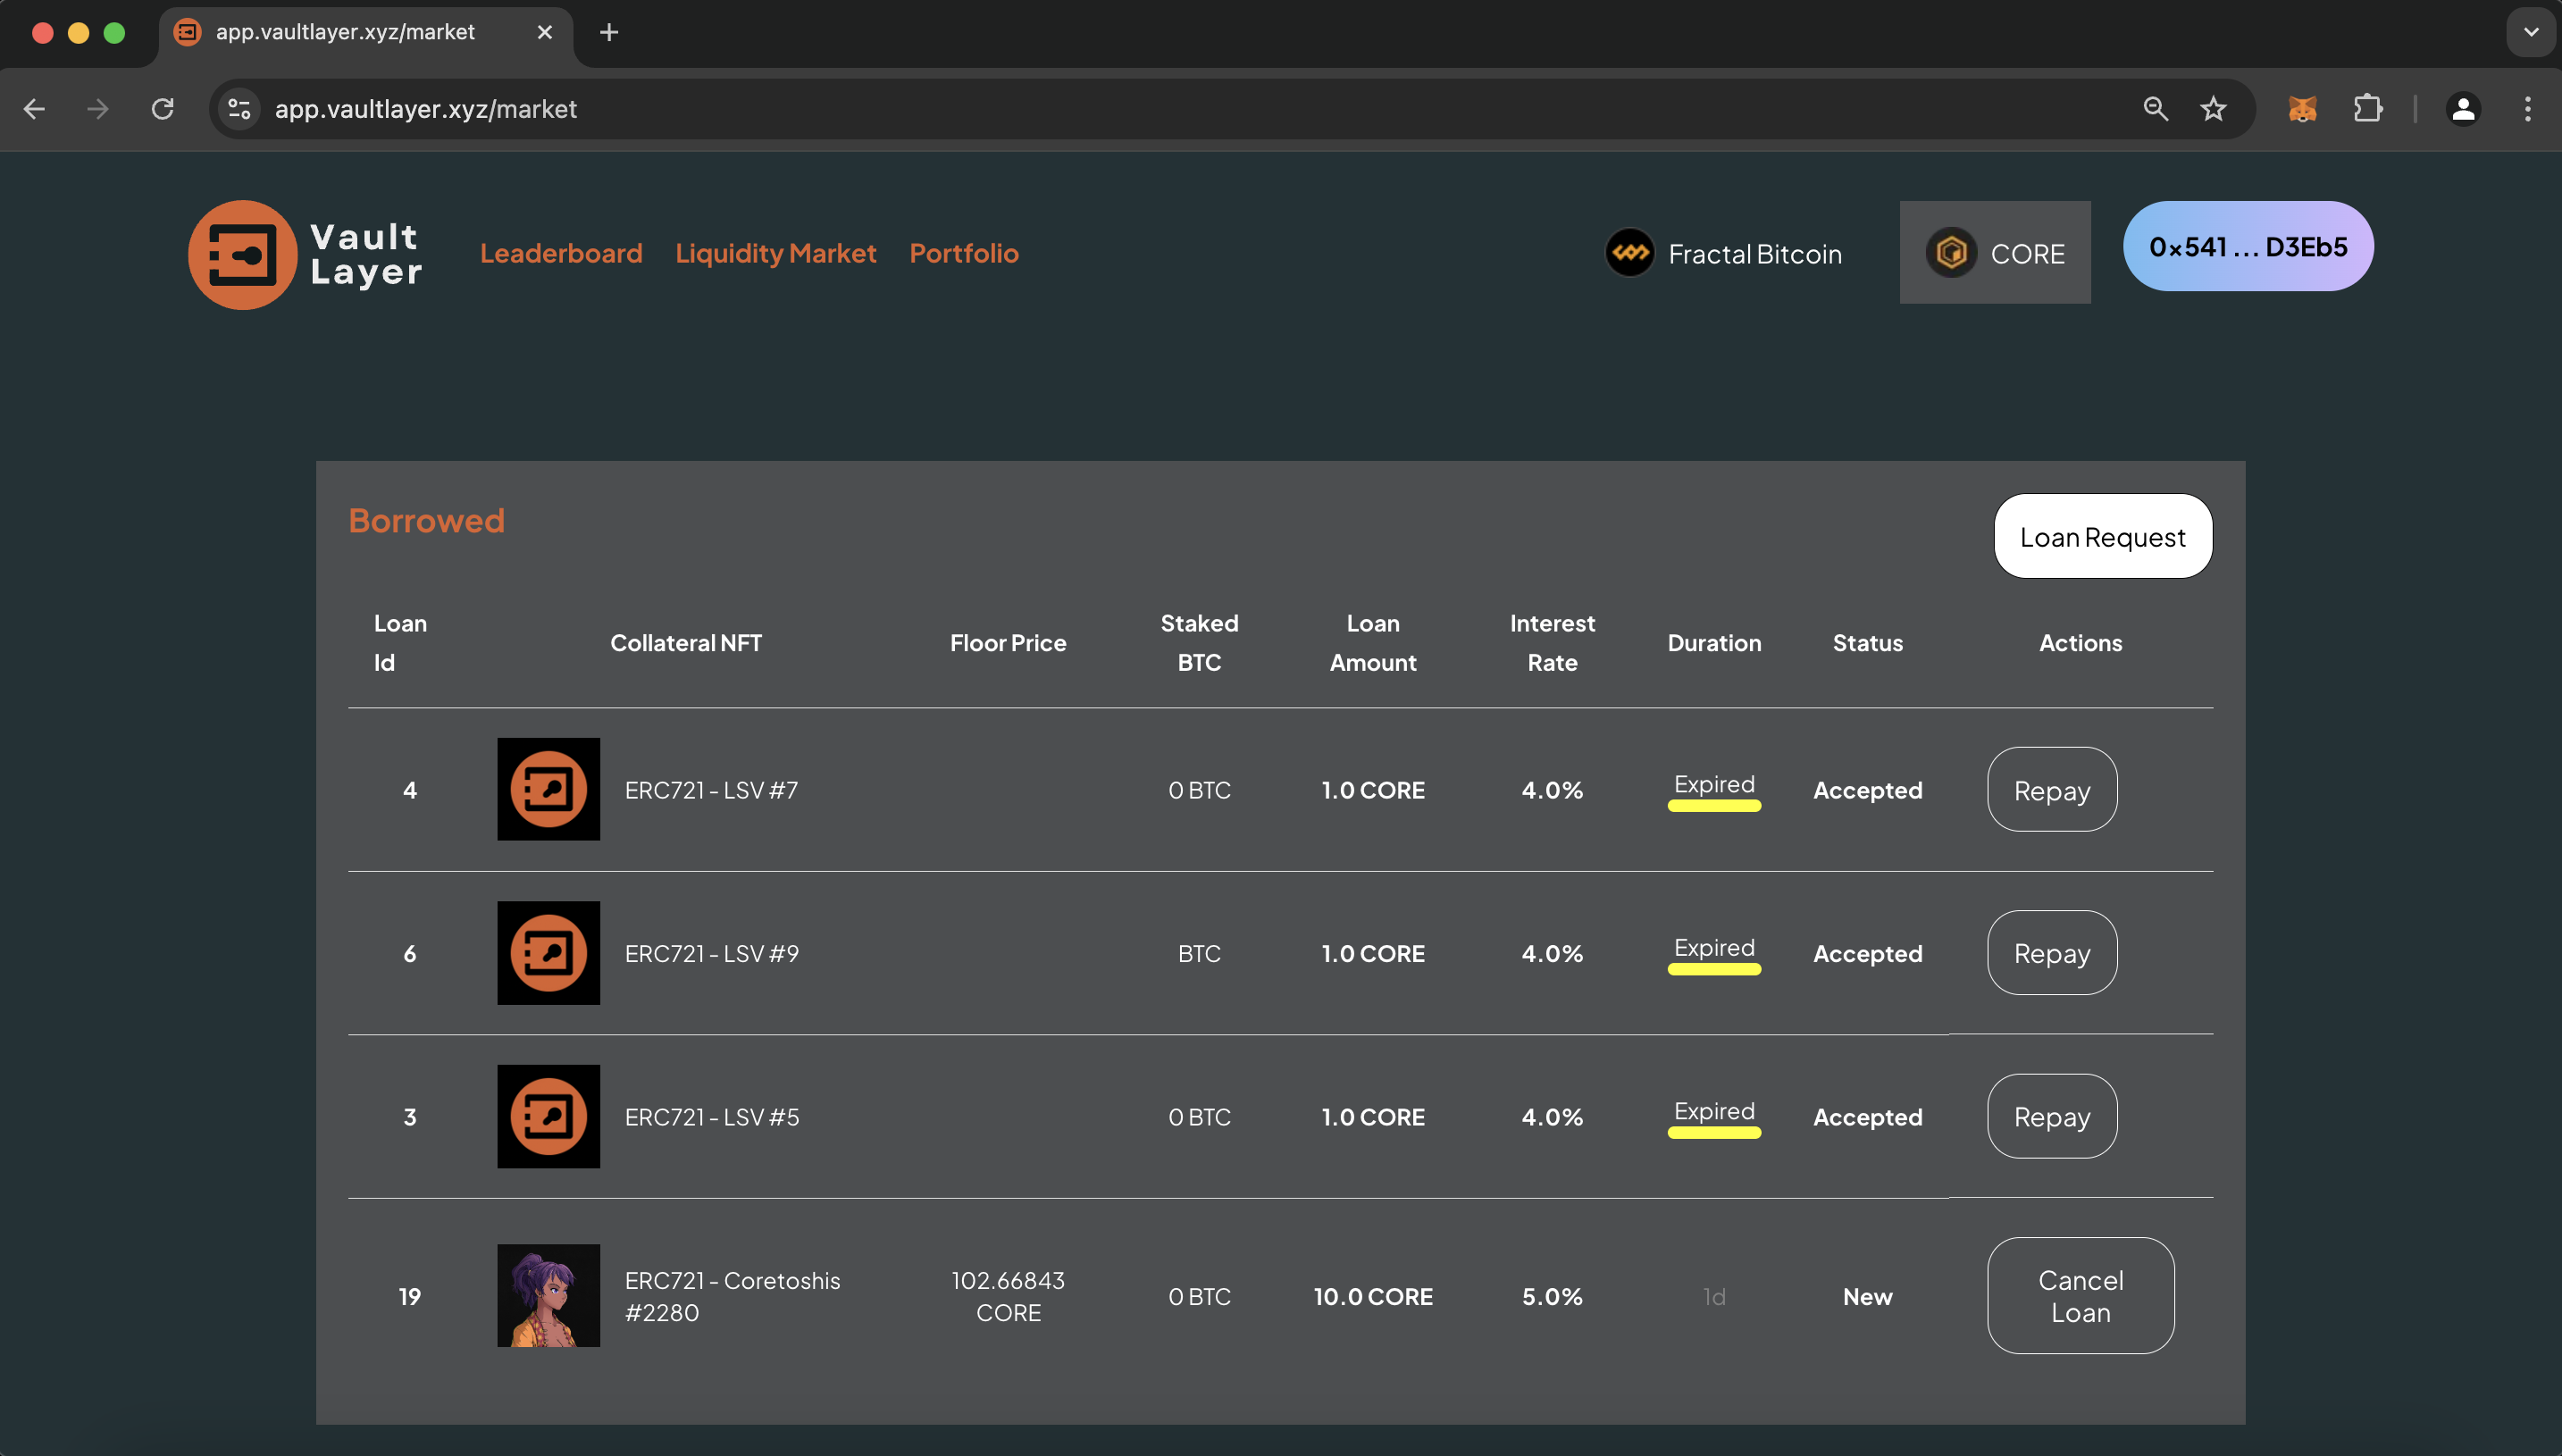 app.vaultlayer.xyz/market
app.vaultlayer.xyz/market
Vault
Layer
Leaderboard Liquidity Market Portfolio
Fractal Bitcoin
CORE
0x541 ... D3Eb5
Borrowed
Loan Request
Loan
Id
Collateral NFT
Floor Price
Staked
BTC
Loan
Amount
Interest
Rate
Duration
Status
Actions
4 ERC721 - LSV #7 0 BTC 1.0 CORE 4.0% Expired Accepted Repay
6 ERC721 - LSV #9 BTC 1.0 CORE 4.0% Expired Accepted Repay
3 ERC721 - LSV #5 0 BTC 1.0 CORE 4.0% Expired Accepted Repay
19
ERC721 - Coretoshis
#2280
102.66843
CORE
0 BTC
10.0 CORE
5.0%
1d
New
Cancel
Loan